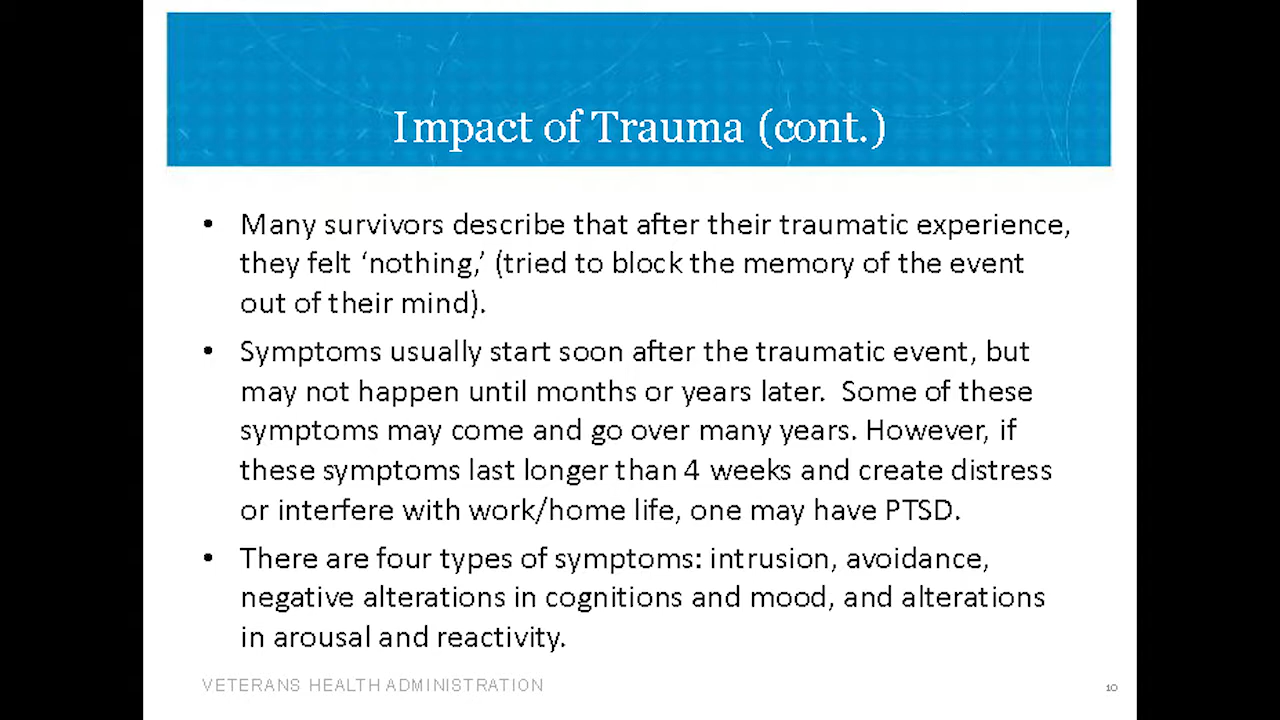 Impact of Trauma (cont.)
• Many survivors describe that after their traumatic experience,
they felt ‘nothing,’ (tried to block the memory of the event
out of their mind).
• Symptoms usually start soon after the traumatic event, but
may not happen until months or years later.  Some of these
symptoms may come and go over many years. However, if
these symptoms last longer than 4 weeks and create distress
or interfere with work/home life, one may have PTSD.
• There are four types of symptoms: intrusion, avoidance,
negative alterations in cognitions and mood, and alterations
in arousal and reactivity.
VETERANS HEALTH ADMINISTRATION
10